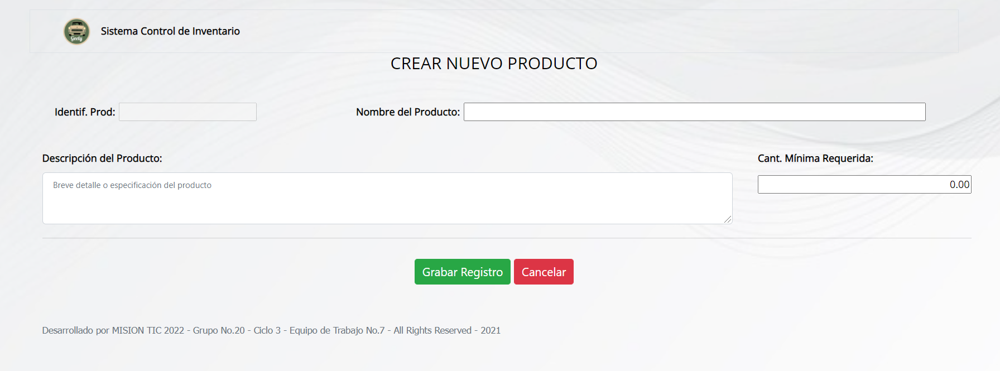 Geely
Sistema Control de Inventario
CREAR NUEVO PRODUCTO
Identif. Prod:
Nombre del Producto:
Descripción del Producto:
Cant. Mínima Requerida:
Breve detalle o especificación del producto
0.00
Grabar Registro
Cancelar
Desarrollado por MISION TIC 2022 - Grupo No.20 - Ciclo 3 - Equipo de Trabajo No.7 - All Rights Reserved - 2021